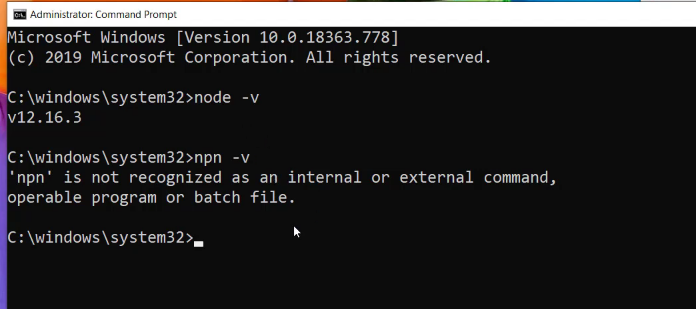 Administrator: Command Prompt
Microsoft Windows [Version 10.0.18363.778]
(c) 2019 Microsoft Corporation. All rights reserved.
C:\windows\system32>node -v
v12.16.3
C:\windows\system32>npn -v
'npn' is not recognized as an internal or external command,
operable program or batch file.
C:\windows\system32>